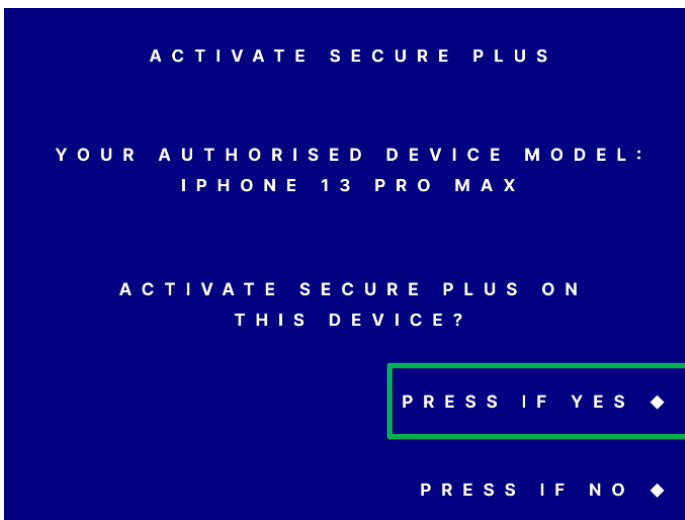 ACTIVATE SECURE PLUS
YOUR AUTHORISED DEVICE MODEL:
IPHONE 13 PRO MAX
ACTIVATE SECURE PLUS ON
THIS DEVICE?
PRESS IF YES ◆
PRESS IF NO ◆